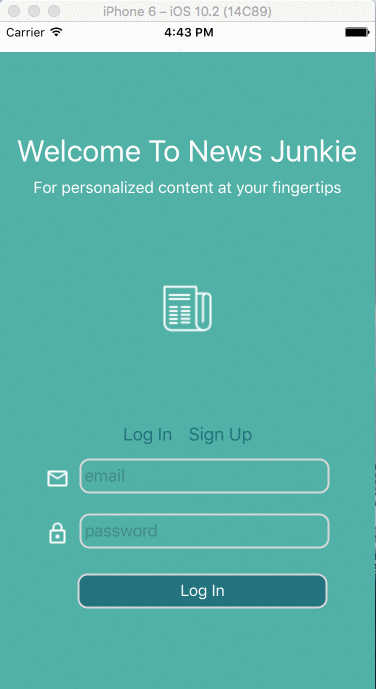 iPhone 6 – iOS 10.2 (14C89)
Carrier 4:43 PM
Welcome To News Junkie
For personalized content at your fingertips
Log In Sign Up
email
password
Log In